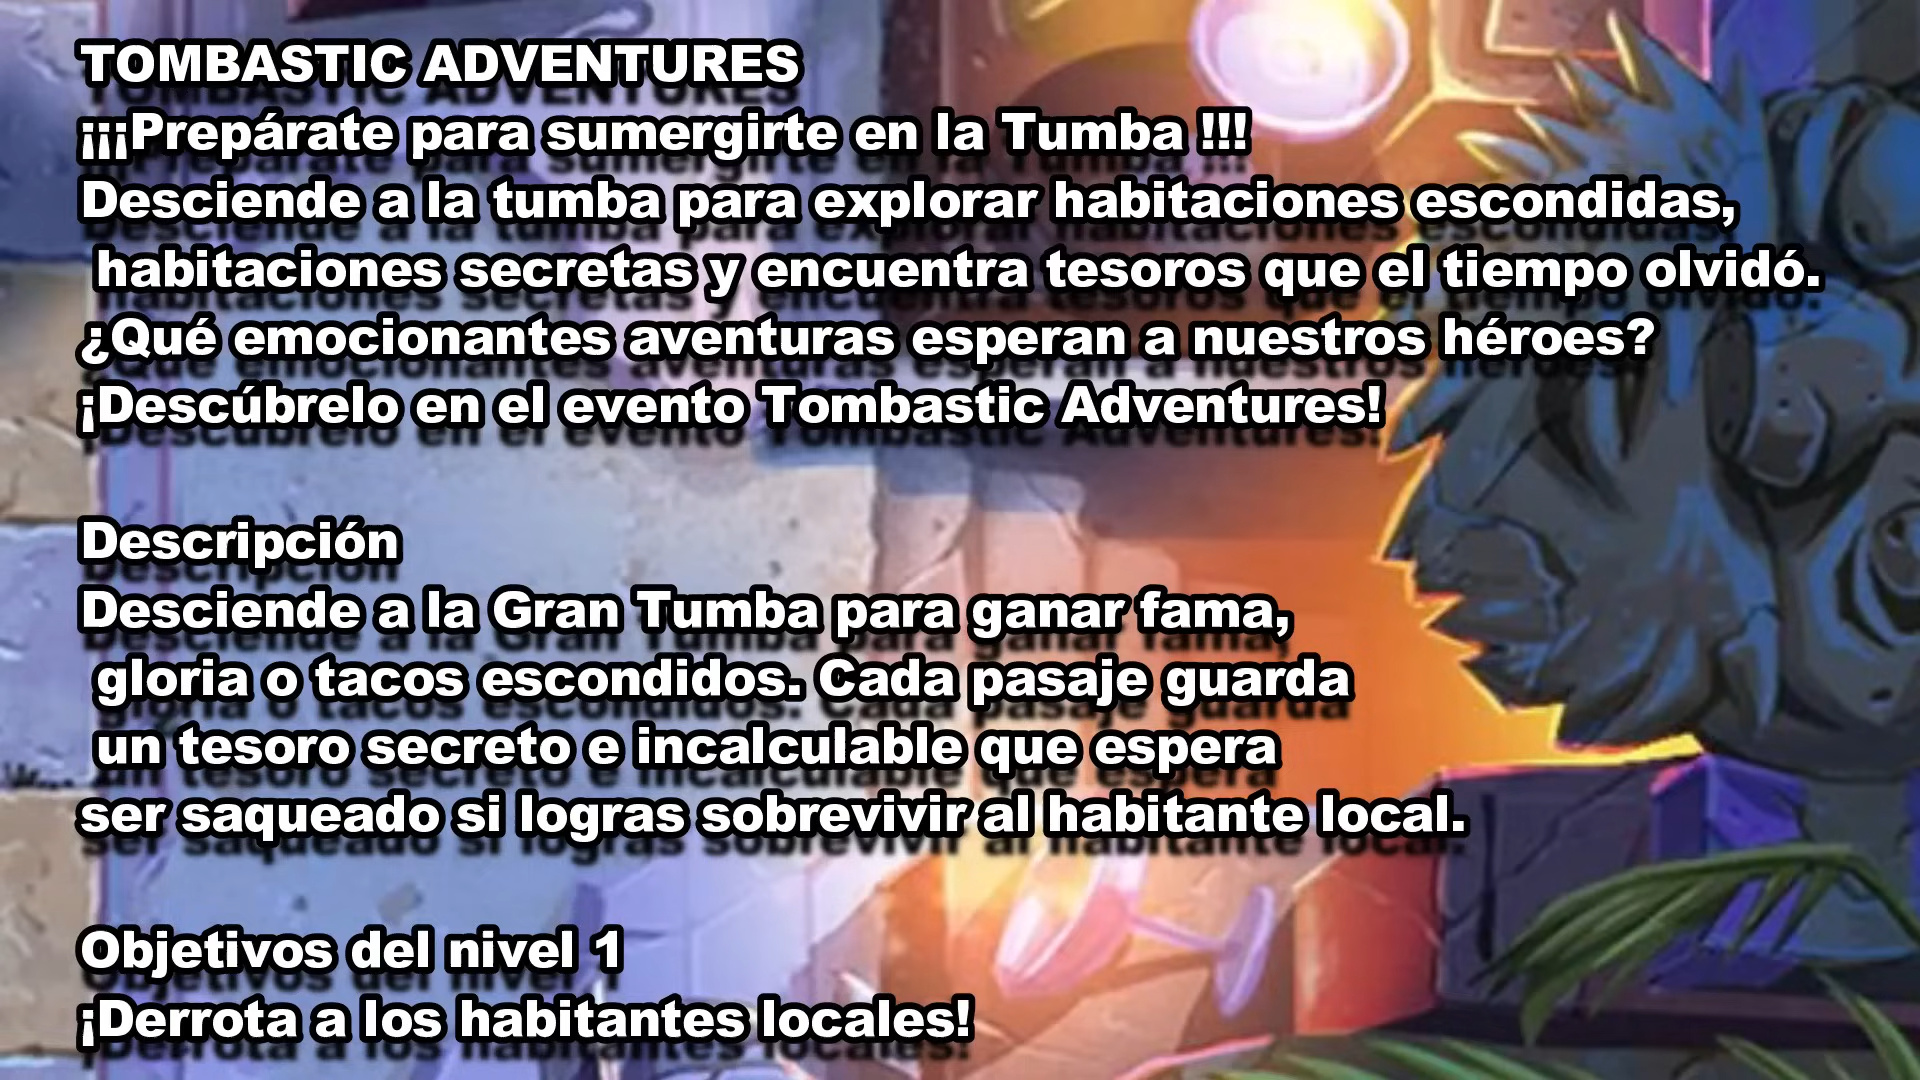 TOMBASTIC ADVENTURES
¡¡¡Prepárate para sumergirte en la Tumba !!!
Desciende a la tumba para explorar habitaciones escondidas,
habitaciones secretas y encuentra tesoros que el tiempo olvidó.
¿Qué emocionantes aventuras esperan a nuestros héroes?
¡Descúbrelo en el evento Tombastic Adventures!
Descripción
Desciende a la Gran Tumba para ganar fama,
gloria o tacos escondidos. Cada pasaje guarda
un tesoro secreto e incalculable que espera
ser saqueado si logras sobrevivir al habitante local.
Objetivos del nivel 1
¡Derrota a los habitantes locales!